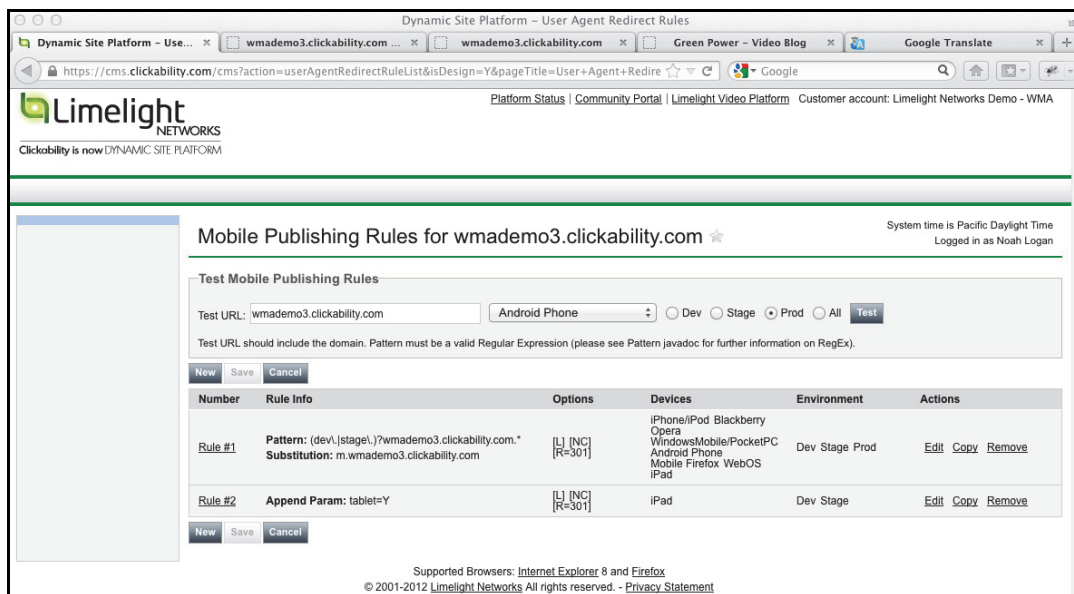 Dynamic Site Platform – User Agent Redirect Rules
Dynamic Site Platform – Use... × wmademo3.clickability.com ... × wmademo3.clickability.com × Green Power – Video Blog × Google Translate × +
https://cms.clickability.com/cms?action=userAgentRedirectRuleList&isDesign=Y&pageTitle=User+Agent+Redire Google
Limelight NETWORKS
Clickability is now DYNAMIC SITE PLATFORM
Platform Status | Community Portal | Limelight Video Platform Customer account: Limelight Networks Demo - WMA
System time is Pacific Daylight Time
Logged in as Noah Logan
Mobile Publishing Rules for wmademo3.clickability.com
Test Mobile Publishing Rules
Test URL: wmademo3.clickability.com Android Phone Dev Stage Prod All Test
Test URL should include the domain. Pattern must be a valid Regular Expression (please see Pattern javadoc for further information on RegEx).
New Save Cancel
Number Rule Info Options Devices Environment Actions
Rule #1 Pattern: (dev\.|stage\.)?wmademo3.clickability.com.*
Substitution: m.wmademo3.clickability.com
[L] [NC]
[R=301]
iPhone/iPod Blackberry
Opera
WindowsMobile/PocketPC
Android Phone
Mobile Firefox WebOS
iPad
Dev Stage Prod Edit Copy Remove
Rule #2 Append Param: tablet=Y
[L] [NC]
[R=301]
iPad Dev Stage Edit Copy Remove
New Save Cancel
Supported Browsers: Internet Explorer 8 and Firefox
© 2001-2012 Limelight Networks All rights reserved. - Privacy Statement